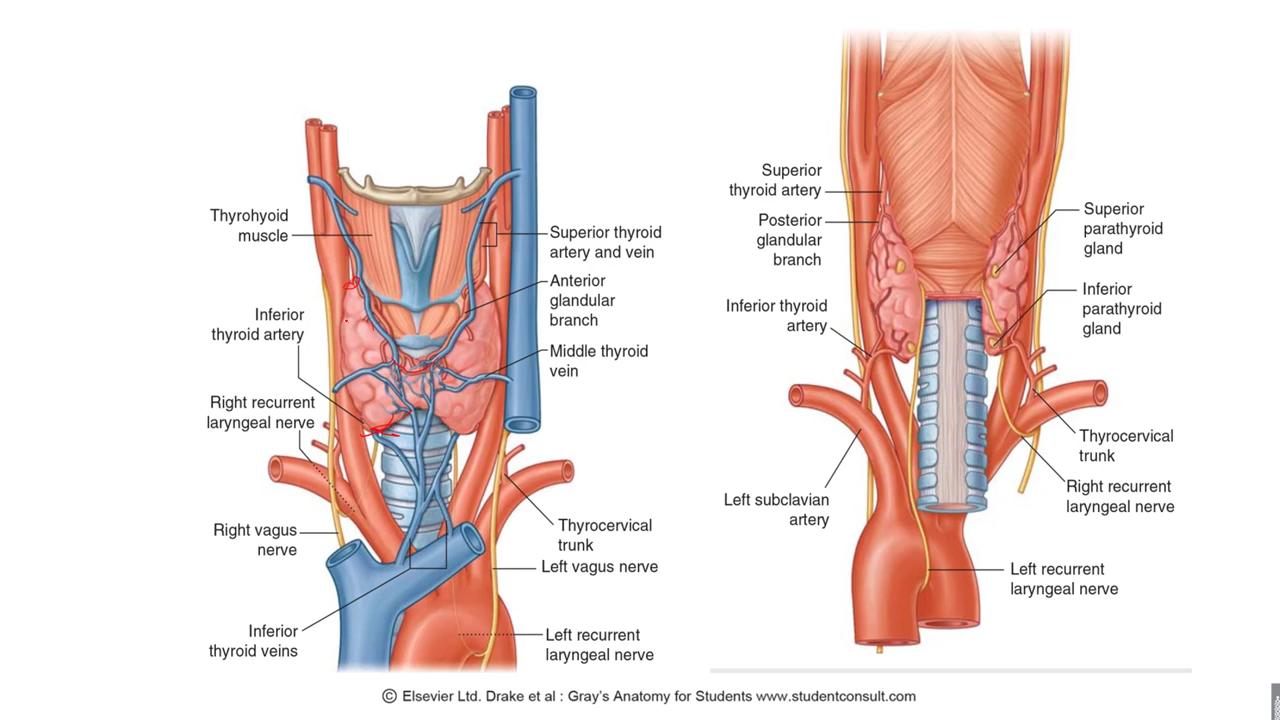 Thyrohyoid
muscle
Inferior
thyroid artery
Right recurrent
laryngeal nerve
Right vagus
nerve
Inferior
thyroid veins
Superior thyroid
artery and vein
Anterior
glandular
branch
Middle thyroid
vein
Thyrocervical
trunk
Left vagus nerve
Left recurrent
laryngeal nerve
Superior
thyroid artery
Posterior
glandular
branch
Inferior thyroid
artery
Left subclavian
artery
Superior
parathyroid
gland
Inferior
parathyroid
gland
Thyrocervical
trunk
Right recurrent
laryngeal nerve
Left recurrent
laryngeal nerve
© Elsevier Ltd. Drake et al : Gray's Anatomy for Students www.studentconsult.com